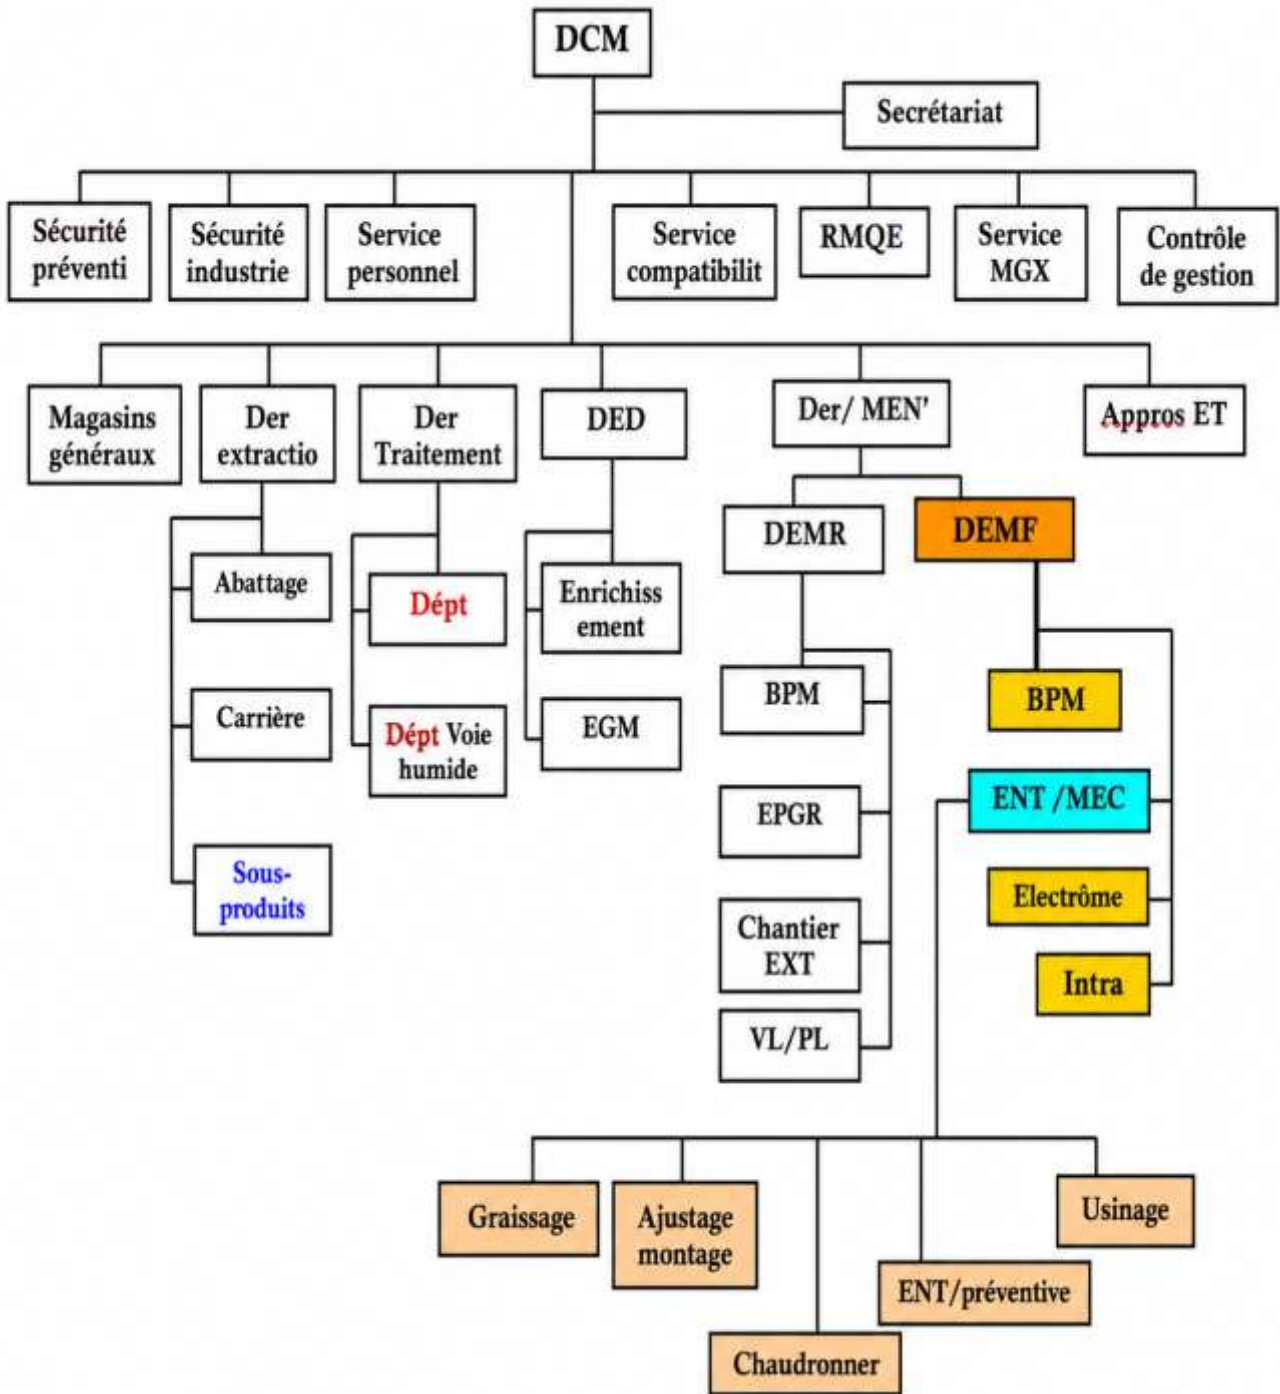 DCM
Secrétariat
Sécurité
préventi
Sécurité
industrie
Service
personnel
Service
compatibilit
RMQE
Service
MGX
Contrôle
de gestion
Magasins
généraux
Der
extractio
Der
Traitement
DED
Der/ MEN'
Appros ET
DEMR
DEMF
Abattage
Dépt
Enrichiss
ement
BPM
BPM
Carrière
Dépt Voie
humide
EGM
EPGR
ENT /MEC
Sous-
produits
Electrôme
Chantier
EXT
Intra
VL/PL
Graissage
Ajustage
montage
Usinage
ENT/préventive
Chaudronner